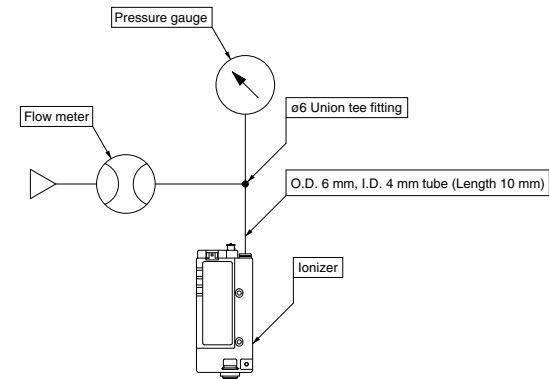 Pressure gauge
Flow meter
ø6 Union tee fitting
O.D. 6 mm, I.D. 4 mm tube (Length 10 mm)
Ionizer